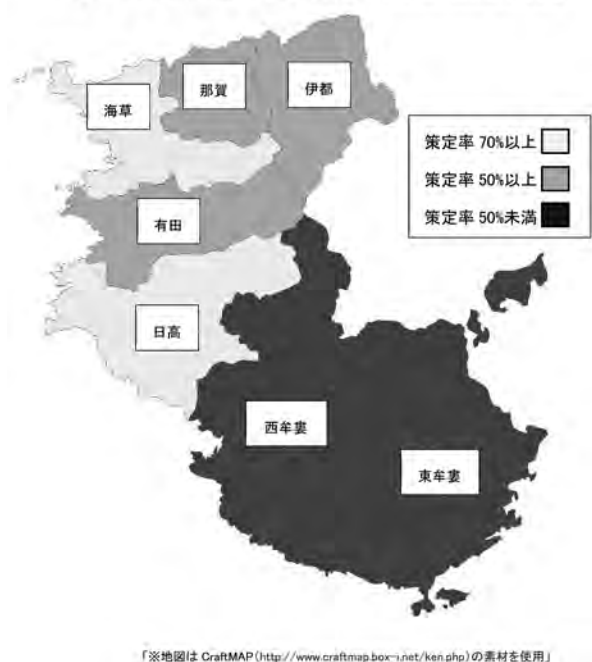 海草
那賀
伊都
策定率 70%以上
策定率 50%以上
策定率 50%未満
有田
日高
西牟婁
東牟婁
「※地図は CraftMAP(http://www.craftmap.box-i.net/ken.php)の素材を使用」